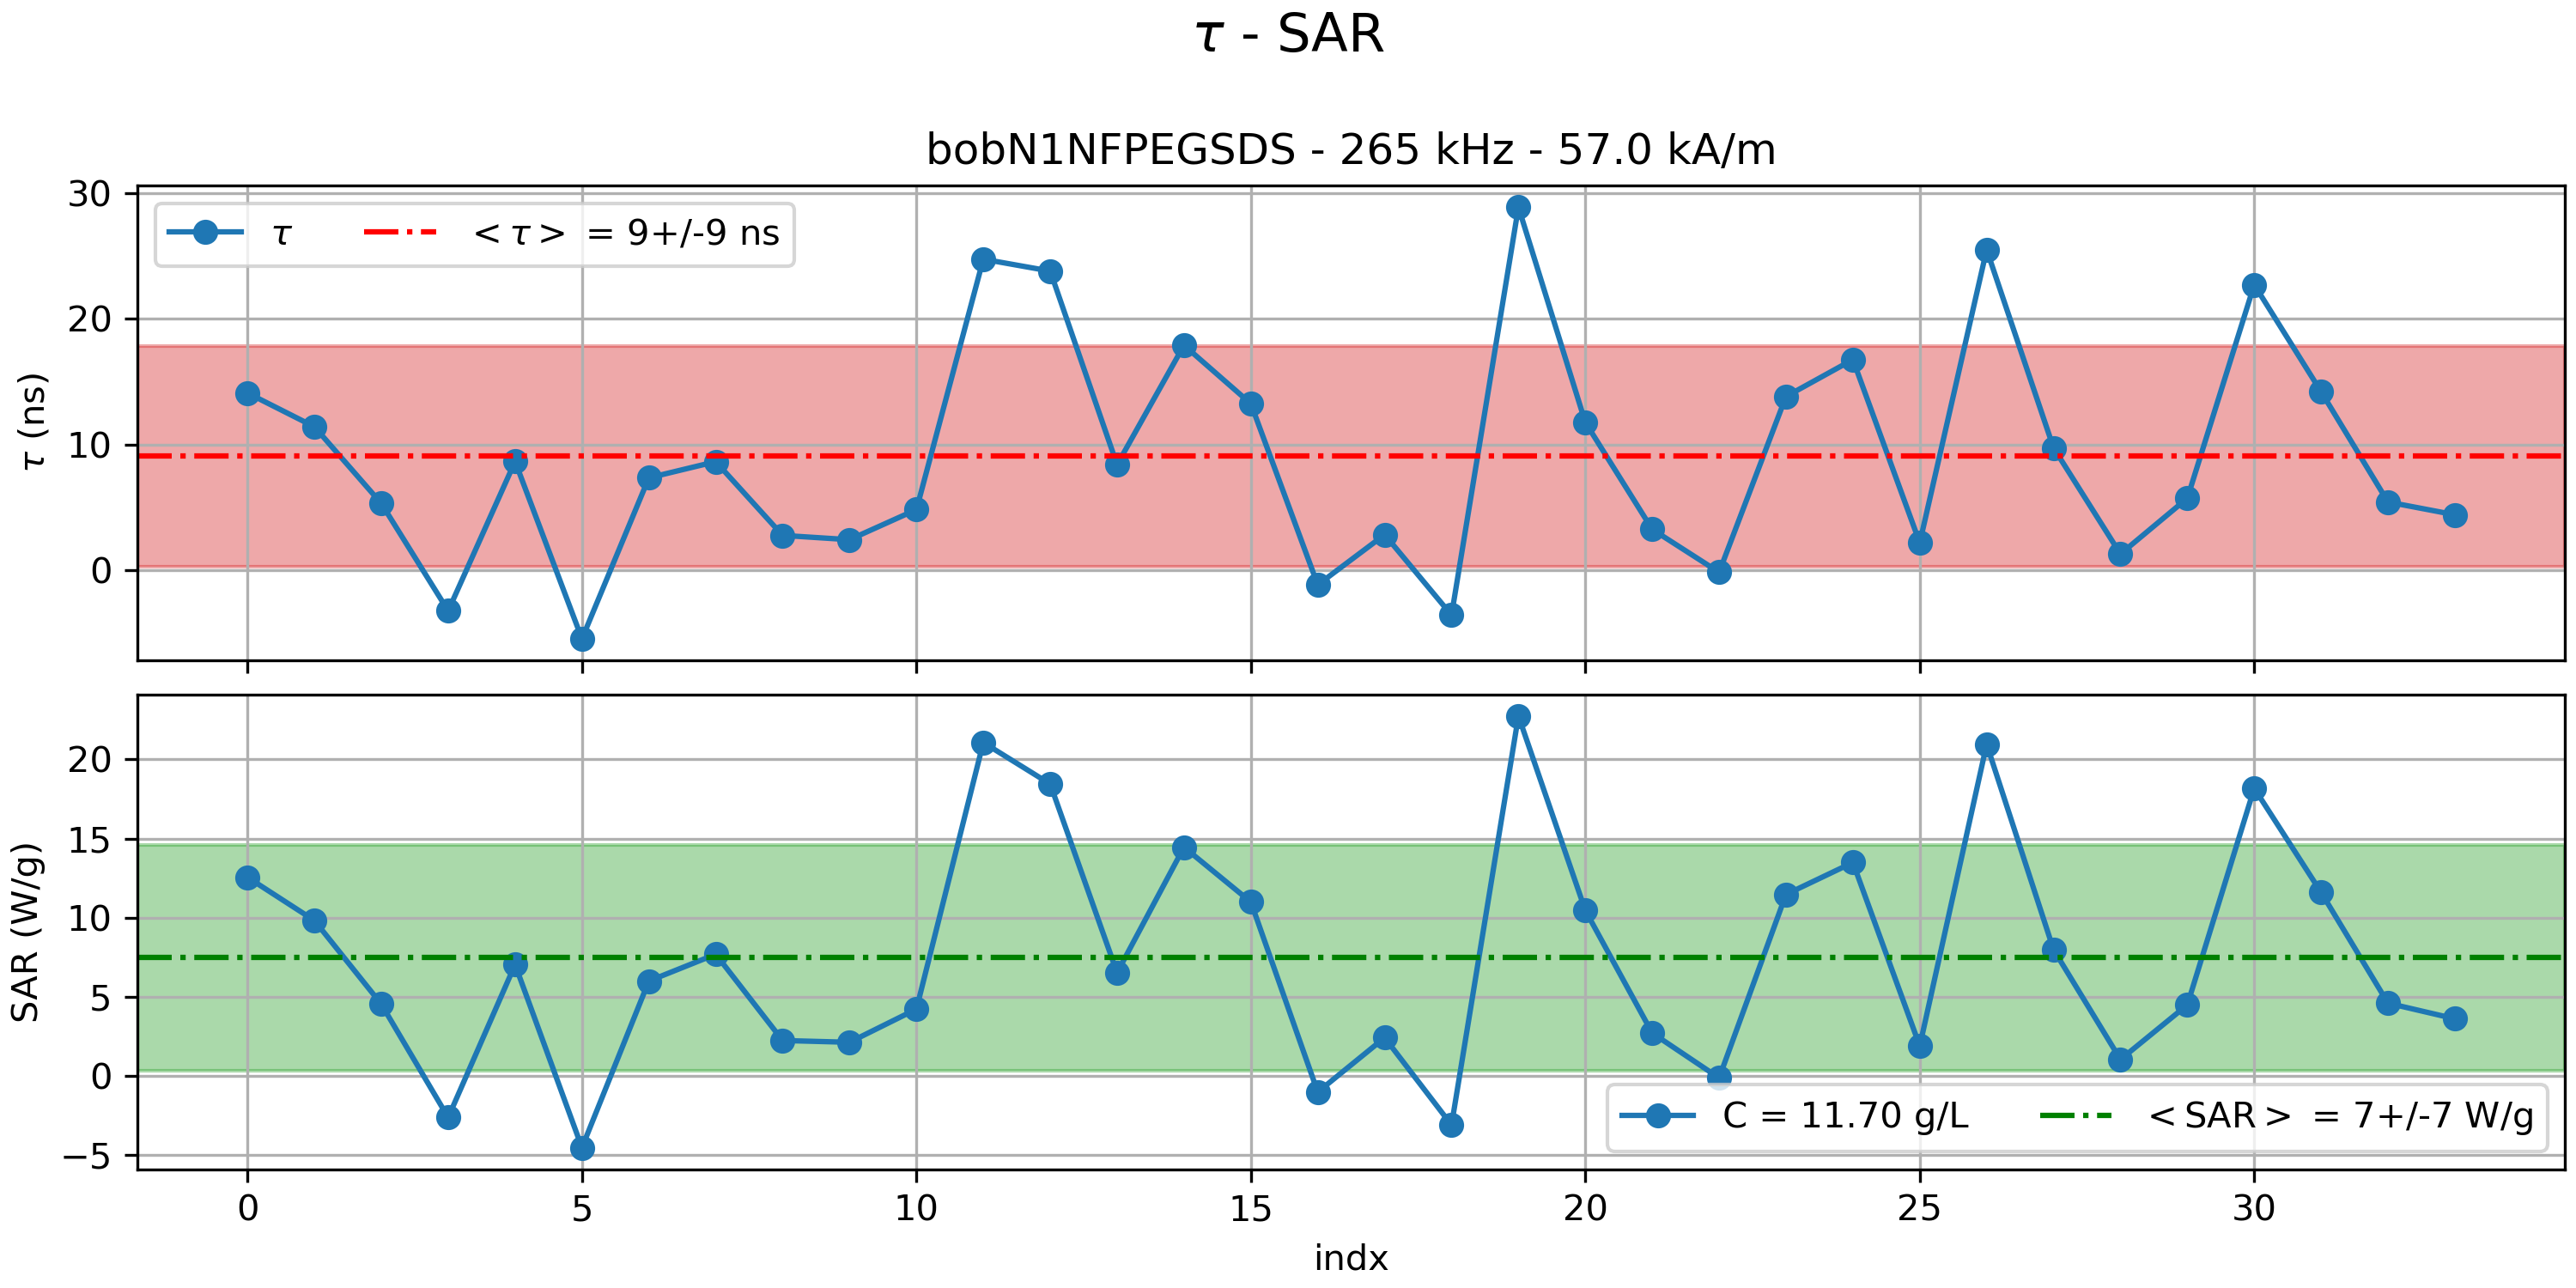 τ - SAR
bobN1NFPEGSDS - 265 kHz - 57.0 kA/m
τ (ns)
30
20
10
0
τ
<τ> = 9+/-9 ns
SAR (W/g)
20
15
10
5
0
−5
C = 11.70 g/L
<SAR> = 7+/-7 W/g
0 5 10 15 20 25 30
indx